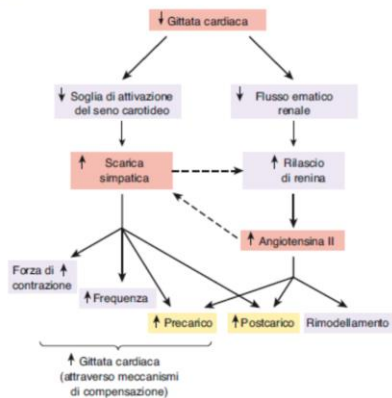 ↓ Gittata cardiaca
↓ Soglia di attivazione
del seno carotideo
↓ Flusso ematico
renale
↑ Scarica
simpatica
↑ Rilascio
di renina
↑ Angiotensina II
Forza di ↑
contrazione
↑ Frequenza
↑ Precarico
↑ Postcarico
Rimodellamento
↑ Gittata cardiaca
(attraverso meccanismi
di compensazione)